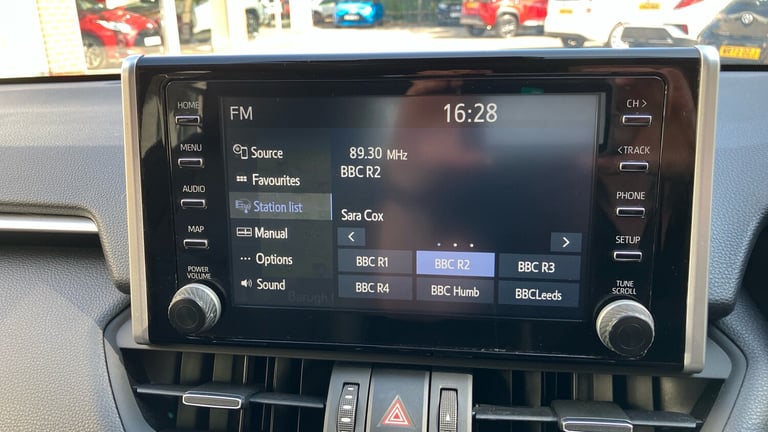 HOME
MENU
AUDIO
MAP
POWER
VOLUME
FM
16:28
Source
Favourites
Station list
Manual
Options
Sound
89.30 MHz
BBC R2
Sara Cox
<
>
BBC R1
BBC R2
BBC R3
BBC R4
BBC Humb
BBCLeeds
CH >
< TRACK
PHONE
SETUP
TUNE
SCROLL